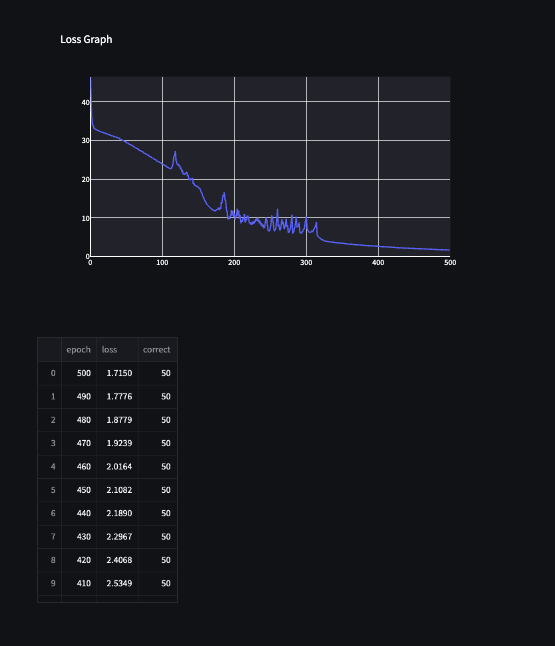 Loss Graph
40
30
20
10
0
0 100 200 300 400 500
epoch loss correct
0 500 1.7150 50
1 490 1.7776 50
2 480 1.8779 50
3 470 1.9239 50
4 460 2.0164 50
5 450 2.1082 50
6 440 2.1890 50
7 430 2.2967 50
8 420 2.4068 50
9 410 2.5349 50